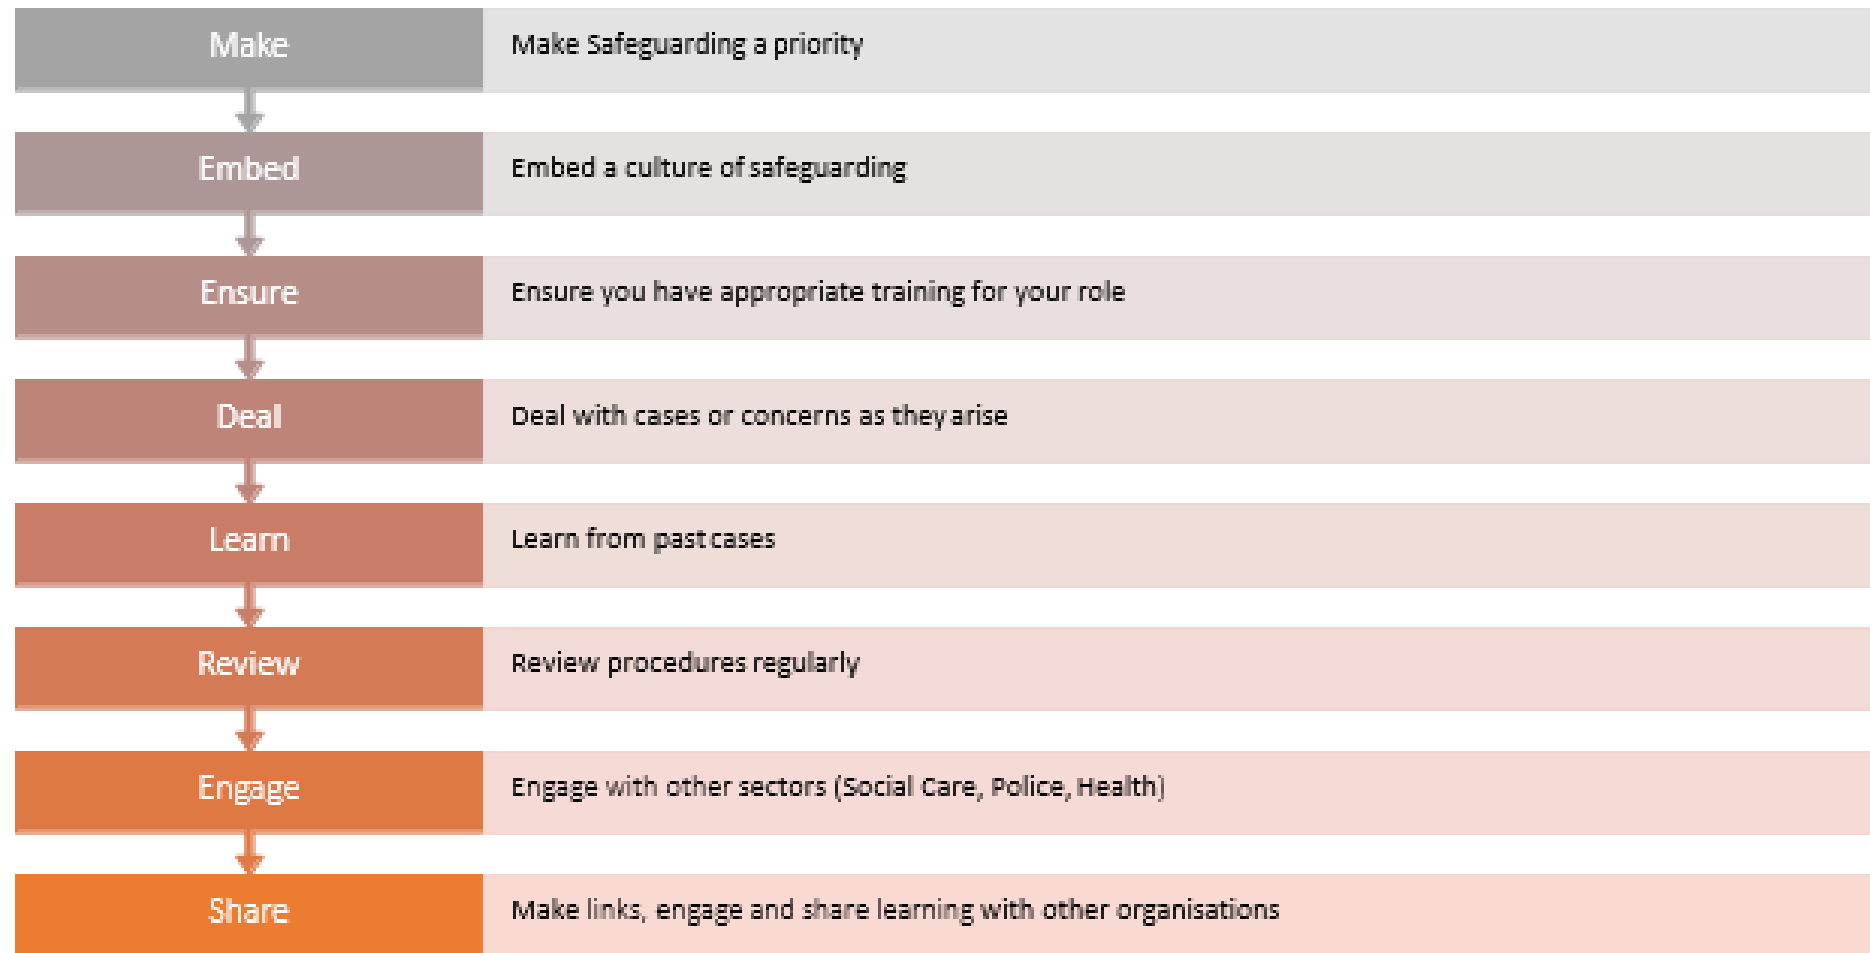 Make
Make Safeguarding a priority
Embed
Embed a culture of safeguarding
Ensure
Ensure you have appropriate training for your role
Deal
Deal with cases or concerns as they arise
Learn
Learn from past cases
Review
Review procedures regularly
Engage
Engage with other sectors (Social Care, Police, Health)
Share
Make links, engage and share learning with other organisations